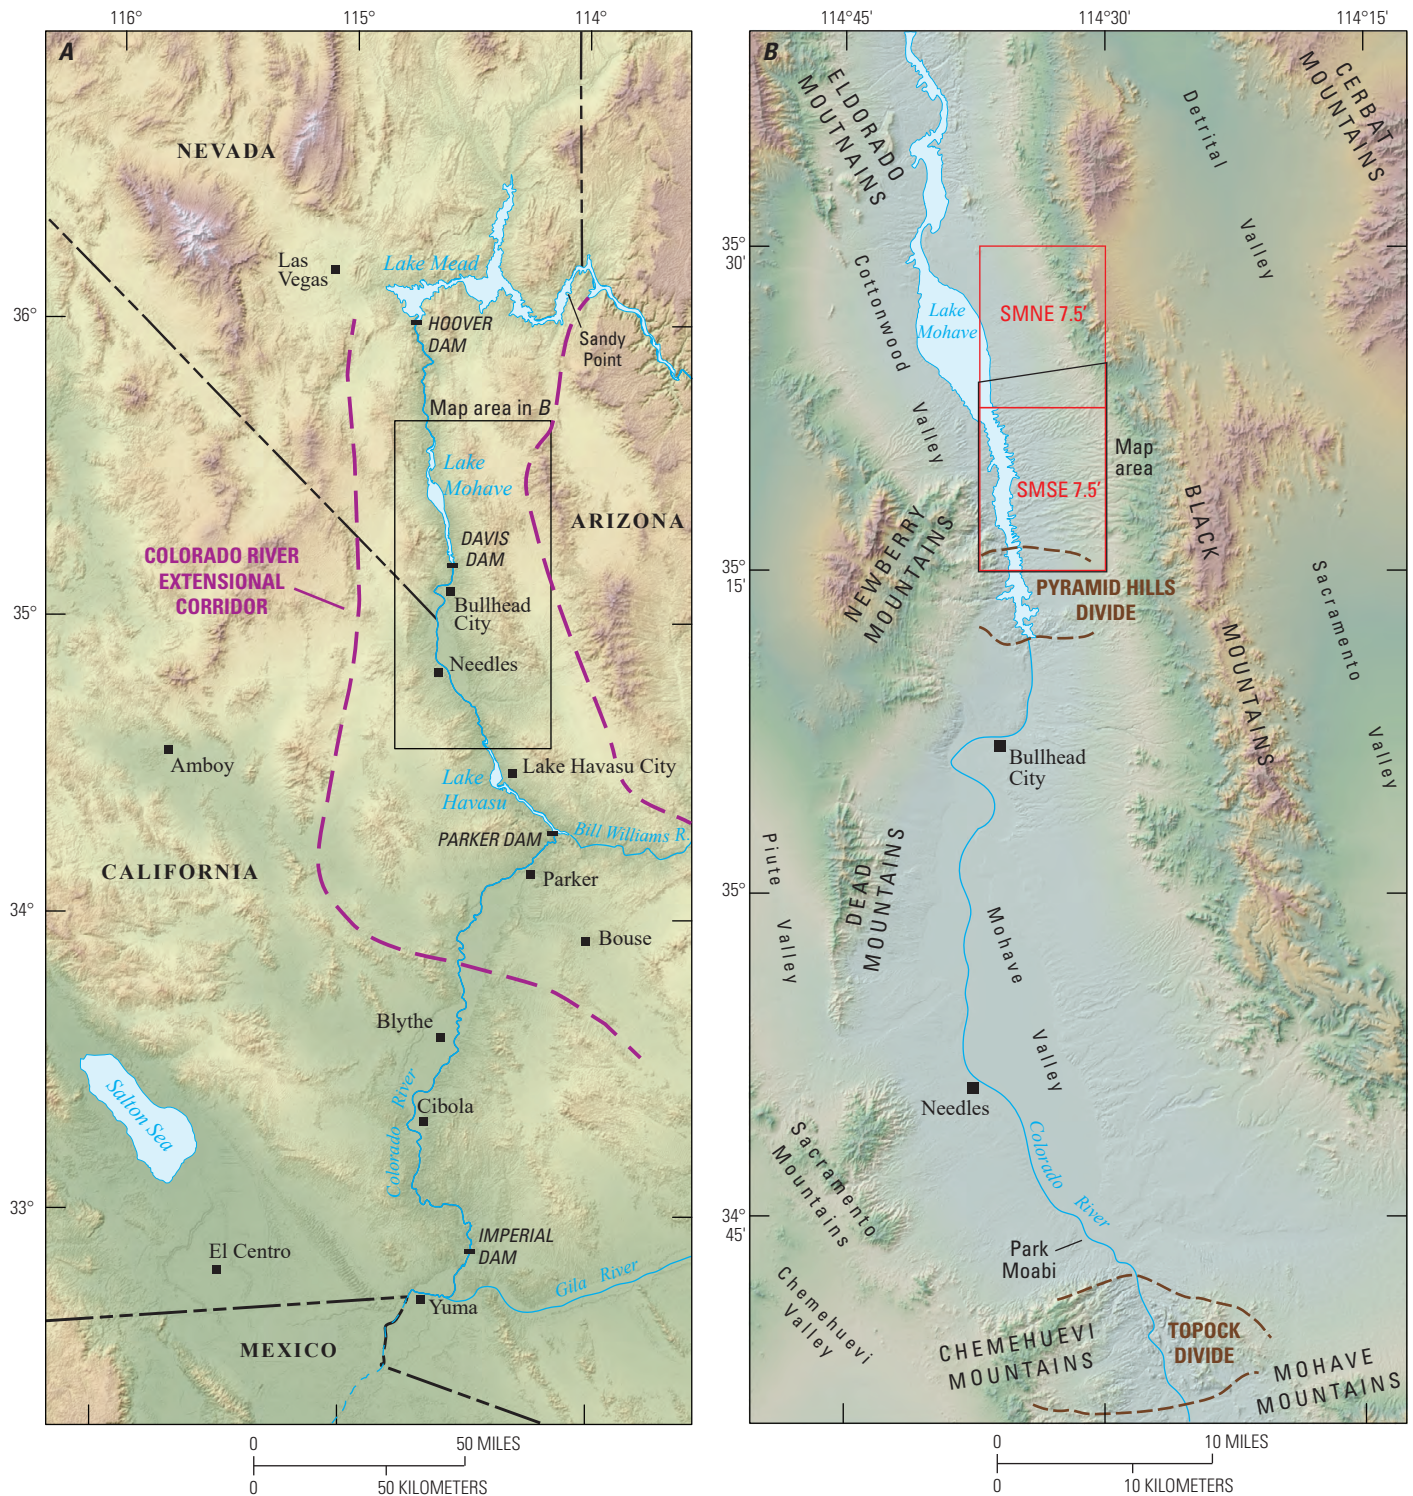 116°
115°
114°
A
NEVADA
Las
Vegas
Lake Mead
36°
HOOVER
DAM
Sandy
Point
Map area in B
Lake
Mohave
ARIZONA
DAVIS
DAM
COLORADO RIVER
EXTENSIONAL
CORRIDOR
35°
Bullhead
City
Needles
Amboy
Lake Havasu City
Lake
Havasu
PARKER DAM
Bill Williams R.
CALIFORNIA
Parker
34°
Bouse
Blythe
Salton Sea
Colorado River
Cibola
33°
IMPERIAL
DAM
El Centro
Gila River
Yuma
MEXICO
0
50 MILES
0
50 KILOMETERS
114°45'
114°30'
114°15'
B
ELDORADO
MOUTNAINS
CERBAT
MOUNTAINS
Detrital
Valley
35°
30'
Cottonwood
Valley
Lake
Mohave
SMNE 7.5'
Map
area
SMSE 7.5'
BLACK
MOUNTAINS
NEWBERRY
MOUNTAINS
35°
15'
PYRAMID HILLS
DIVIDE
Sacramento
Valley
Bullhead
City
Piute
Valley
DEAD
MOUNTAINS
35°
Mohave
Valley
Needles
Sacramento
Mountains
Colorado
River
34°
45'
Park
Moabi
Chemehuevi
Valley
CHEMEHUEVI
MOUNTAINS
TOPOCK
DIVIDE
MOHAVE
MOUNTAINS
0
10 MILES
0
10 KILOMETERS